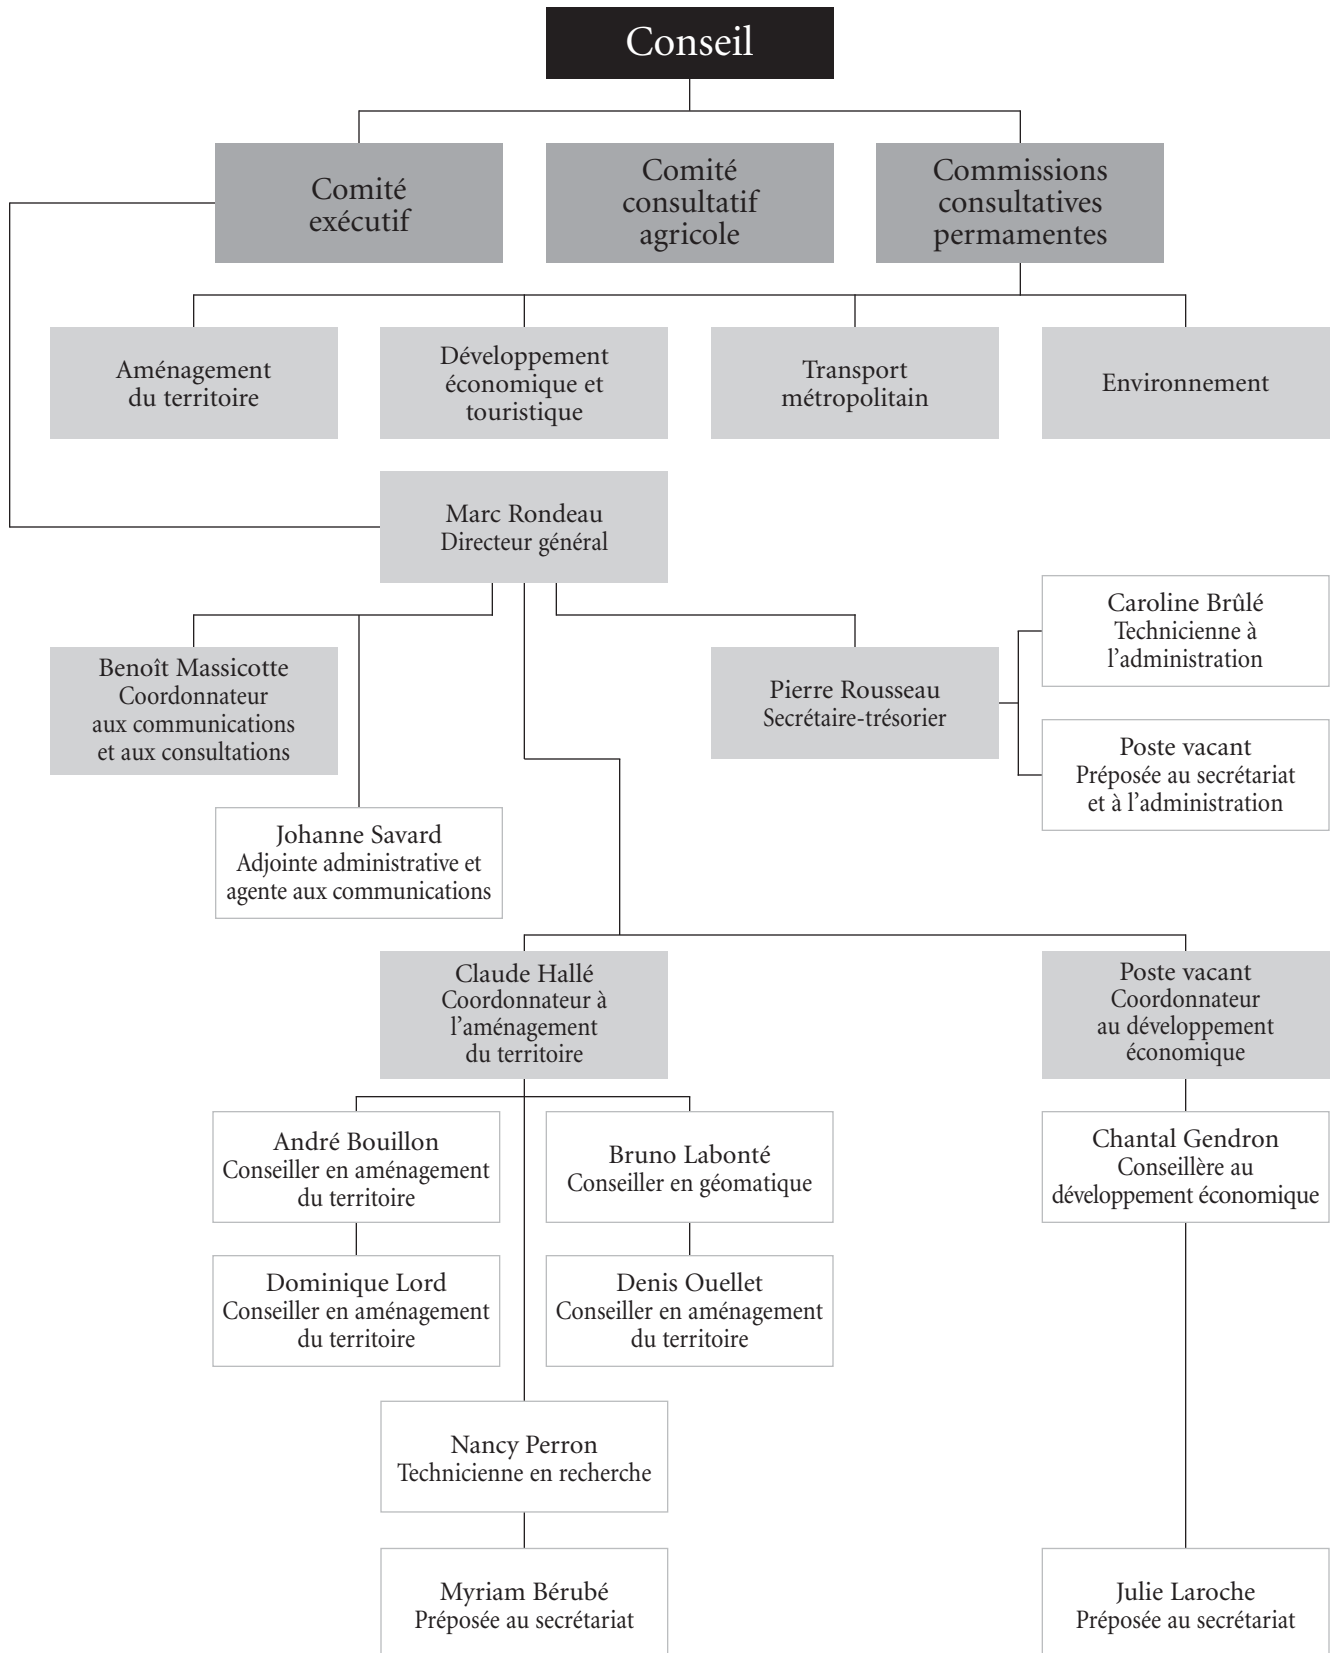 Conseil
Comité
exécutif
Comité
consultatif
agricole
Commissions
consultatives
permamentes
Aménagement
du territoire
Développement
économique et
touristique
Transport
métropolitain
Environnement
Marc Rondeau
Directeur général
Caroline Brûlé
Technicienne à
l’administration
Benoît Massicotte
Coordonnateur
aux communications
et aux consultations
Pierre Rousseau
Secrétaire-trésorier
Poste vacant
Préposée au secrétariat
et à l’administration
Johanne Savard
Adjointe administrative et
agente aux communications
Claude Hallé
Coordonnateur à
l’aménagement
du territoire
Poste vacant
Coordonnateur
au développement
économique
André Bouillon
Conseiller en aménagement
du territoire
Bruno Labonté
Conseiller en géomatique
Chantal Gendron
Conseillère au
développement économique
Dominique Lord
Conseiller en aménagement
du territoire
Denis Ouellet
Conseiller en aménagement
du territoire
Nancy Perron
Technicienne en recherche
Myriam Bérubé
Préposée au secrétariat
Julie Laroche
Préposée au secrétariat